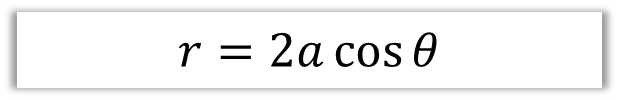 r = 2a cos θ